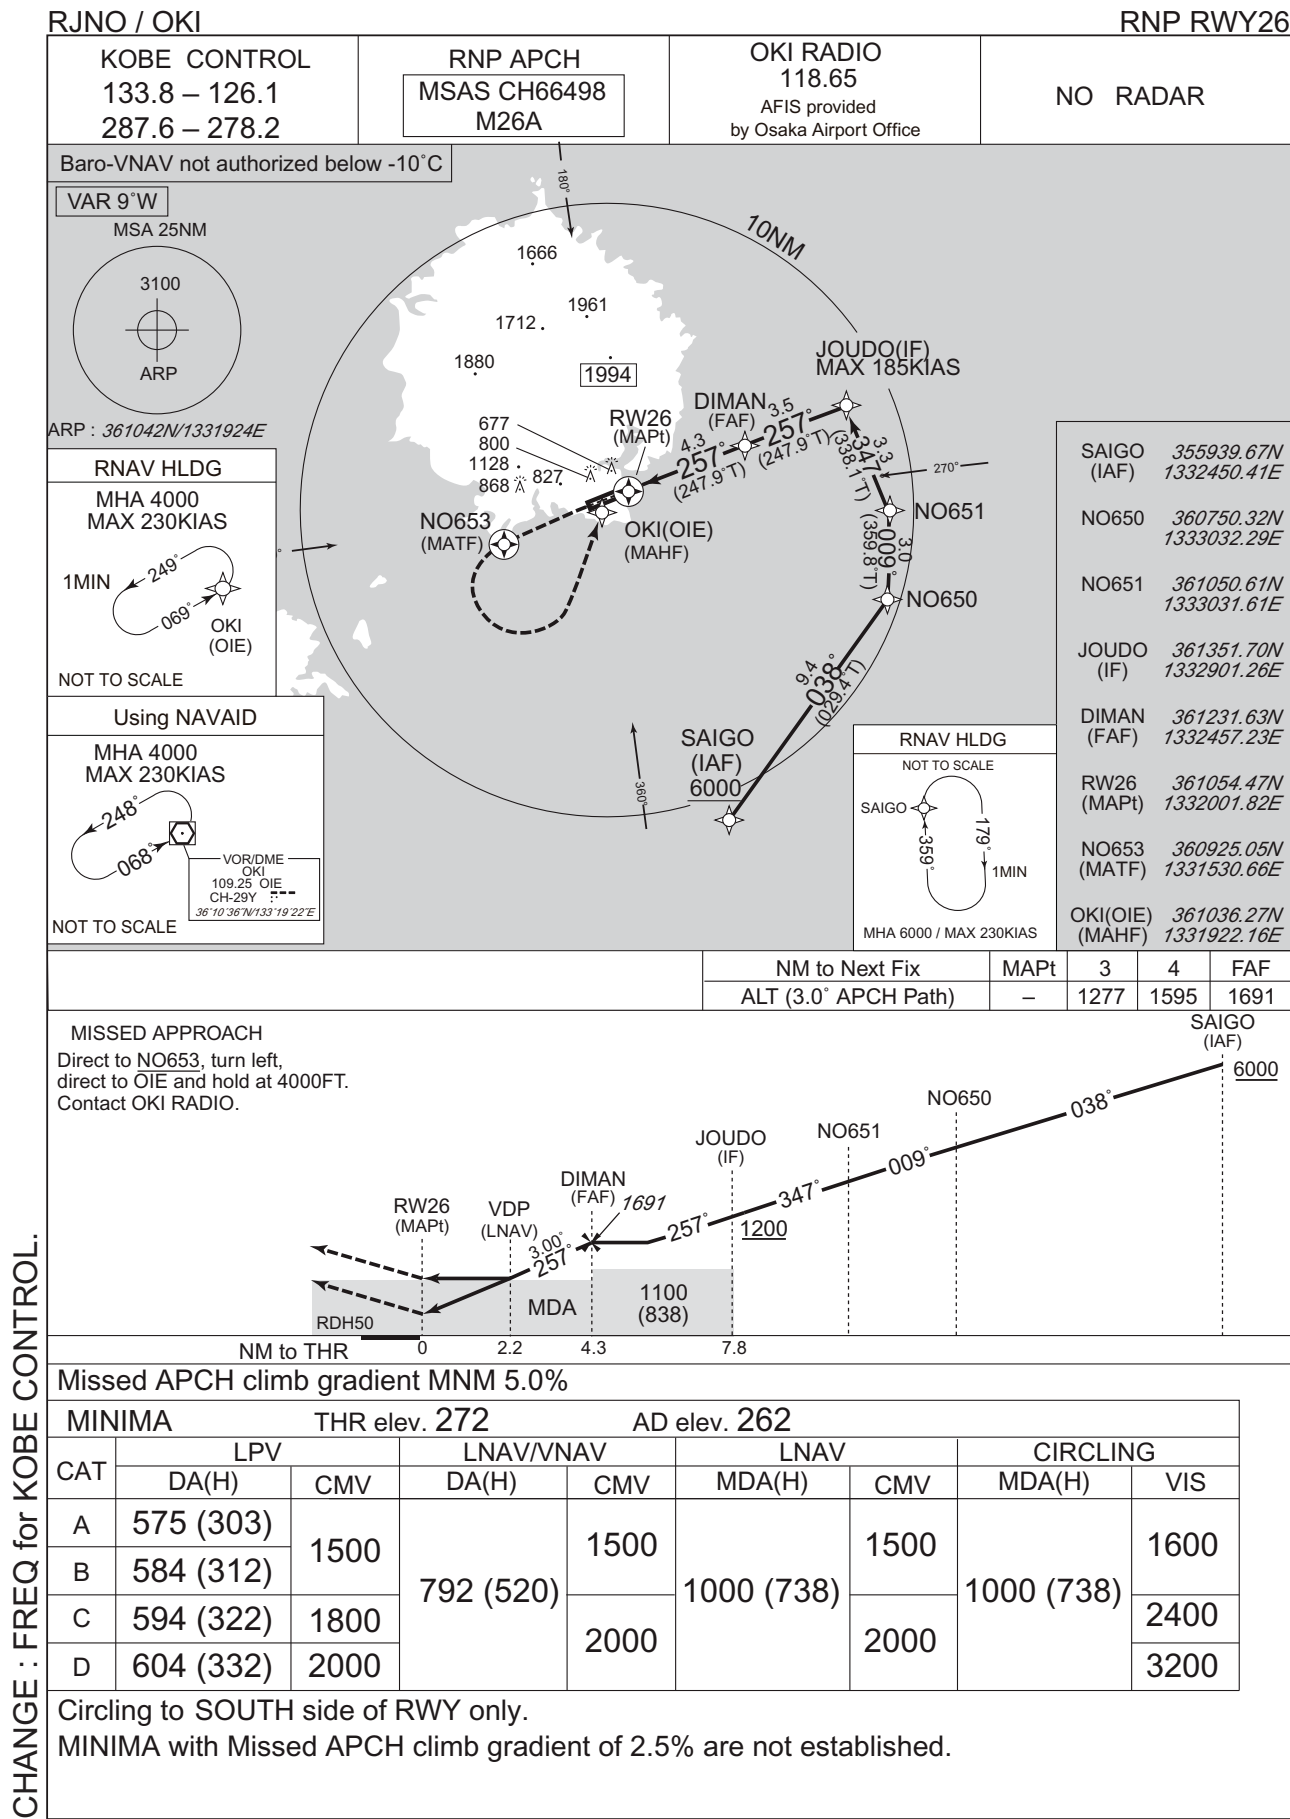 RJNO / OKI
RNP RWY26
KOBE CONTROL
133.8 – 126.1
287.6 – 278.2
RNP APCH
MSAS CH66498
M26A
OKI RADIO
118.65
AFIS provided
by Osaka Airport Office
NO RADAR
Baro-VNAV not authorized below -10˚C
VAR 9˚W
MSA 25NM
3100
ARP
ARP : 361042N/1331924E
180˚
10NM
1666
1961
1712
1880
1994
677
800
1128
868
827
RW26
(MAPt)
DIMAN
(FAF)
JOUDO(IF)
MAX 185KIAS
3.5
257˚
(247.9˚T)
4.3
257˚
(247.9˚T)
3.3
347˚
(338.1˚T)
270˚
NO651
3.0
009˚
(359.8˚T)
NO650
NO653
(MATF)
OKI(OIE)
(MAHF)
9.4
038˚
(029.4˚T)
SAIGO
(IAF)
6000
360˚
RNAV HLDG
MHA 4000
MAX 230KIAS
1MIN
249˚
069˚
OKI
(OIE)
NOT TO SCALE
Using NAVAID
MHA 4000
MAX 230KIAS
248˚
068˚
VOR/DME
OKI
109.25 OIE
CH-29Y
36˚10'36"N/133˚19'22"E
NOT TO SCALE
RNAV HLDG
NOT TO SCALE
SAIGO
359˚
179˚
1MIN
MHA 6000 / MAX 230KIAS
SAIGO 355939.67N
(IAF) 1332450.41E
NO650 360750.32N
1333032.29E
NO651 361050.61N
1333031.61E
JOUDO 361351.70N
(IF) 1332901.26E
DIMAN 361231.63N
(FAF) 1332457.23E
RW26 361054.47N
(MAPt) 1332001.82E
NO653 360925.05N
(MATF) 1331530.66E
OKI(OIE) 361036.27N
(MAHF) 1331922.16E
NM to Next Fix MAPt 3 4 FAF
ALT (3.0˚ APCH Path) – 1277 1595 1691
MISSED APPROACH
Direct to NO653, turn left,
direct to OIE and hold at 4000FT.
Contact OKI RADIO.
SAIGO
(IAF)
6000
038˚
NO650
009˚
NO651
347˚
JOUDO
(IF)
1200
257˚
DIMAN
(FAF)
1691
VDP
(LNAV)
3.00˚
257˚
RW26
(MAPt)
MDA
1100
(838)
RDH50
NM to THR 0 2.2 4.3 7.8
Missed APCH climb gradient MNM 5.0%
MINIMA THR elev. 272 AD elev. 262
CAT LPV LNAV/VNAV LNAV CIRCLING
DA(H) CMV DA(H) CMV MDA(H) CMV MDA(H) VIS
A 575 (303) 1500 792 (520) 1500 1000 (738) 1500 1000 (738) 1600
B 584 (312)
C 594 (322) 1800 2000 2000 2400
D 604 (332) 2000 3200
Circling to SOUTH side of RWY only.
MINIMA with Missed APCH climb gradient of 2.5% are not established.
CHANGE : FREQ for KOBE CONTROL.